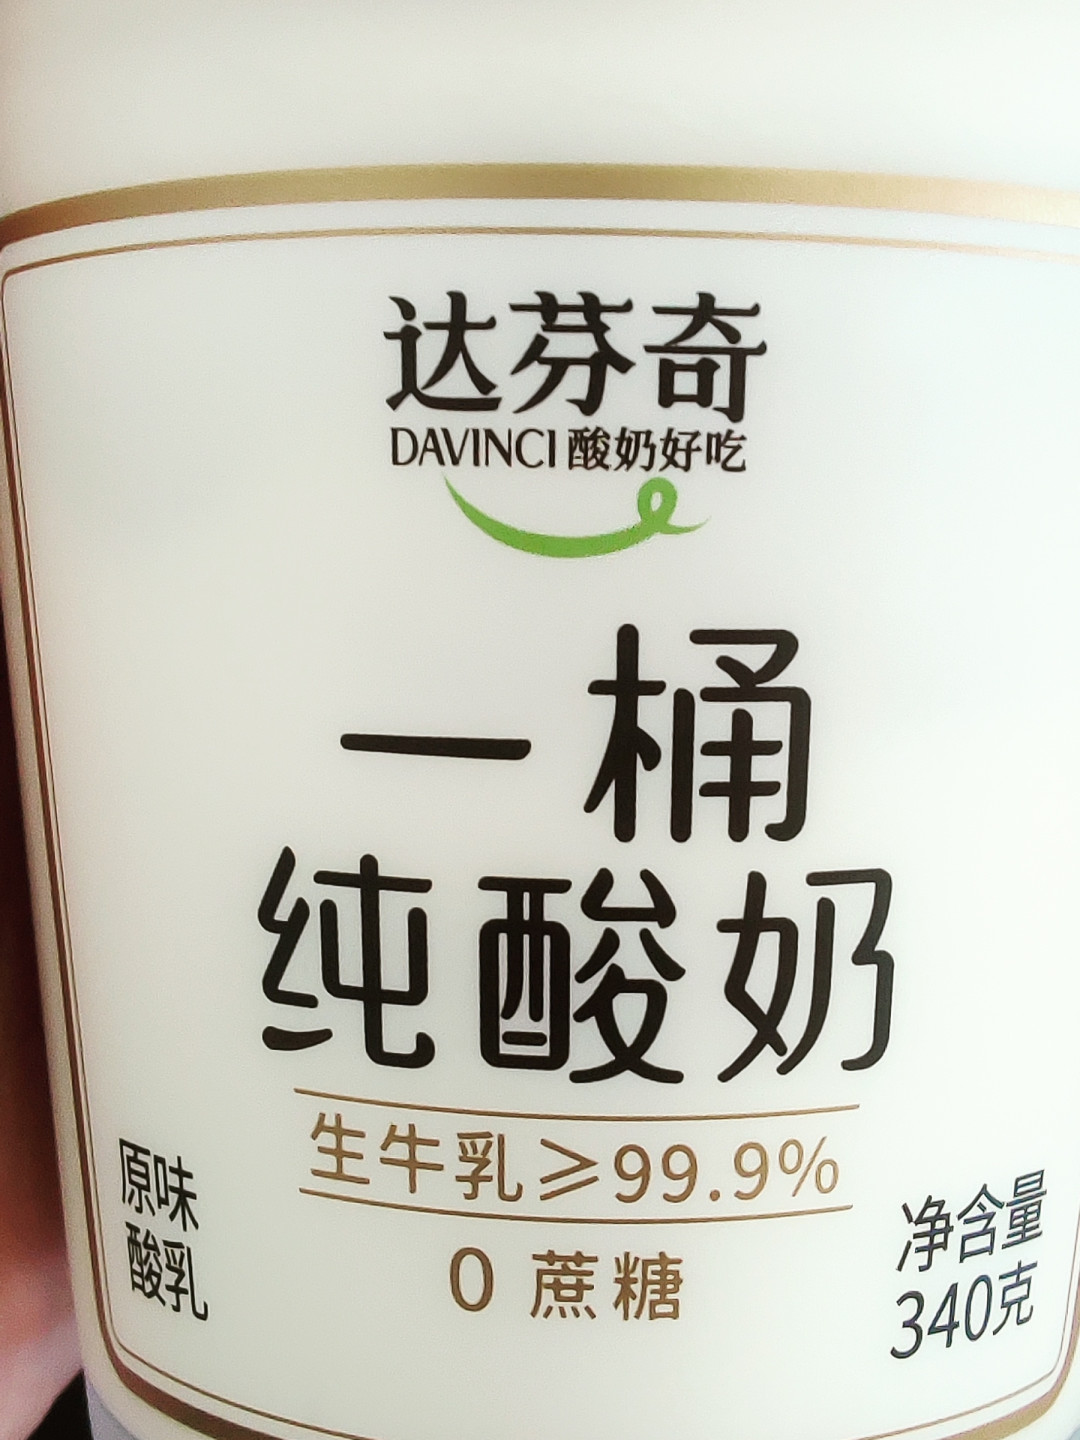 达芬奇
DAVINCI 酸奶好吃
一桶
纯酸奶
生牛乳≥99.9%
0 蔗糖
原味
酸乳
净含量
340克